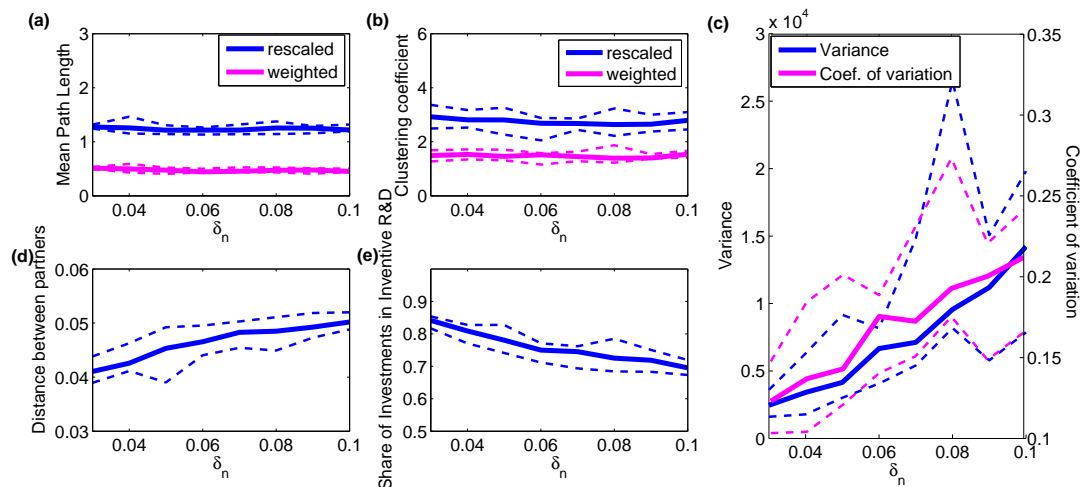 (a)
3
2
1
0
Mean Path Length
rescaled
weighted
0.04 0.06 0.08 0.1
δn
(b)
6
4
2
0
Clustering coefficient
rescaled
weighted
0.04 0.06 0.08 0.1
δn
(c)
x 10^4
3
2.5
2
1.5
1
0.5
0
Variance
Variance
Coef. of variation
0.35
0.3
0.25
0.2
0.15
0.1
Coefficient of variation
0.04 0.06 0.08 0.1
δn
(d)
0.06
0.05
0.04
0.03
Distance between partners
0.04 0.06 0.08 0.1
δn
(e)
0.9
0.8
0.7
0.6
0.5
Share of Investments in Inventive R&D
0.04 0.06 0.08 0.1
δn